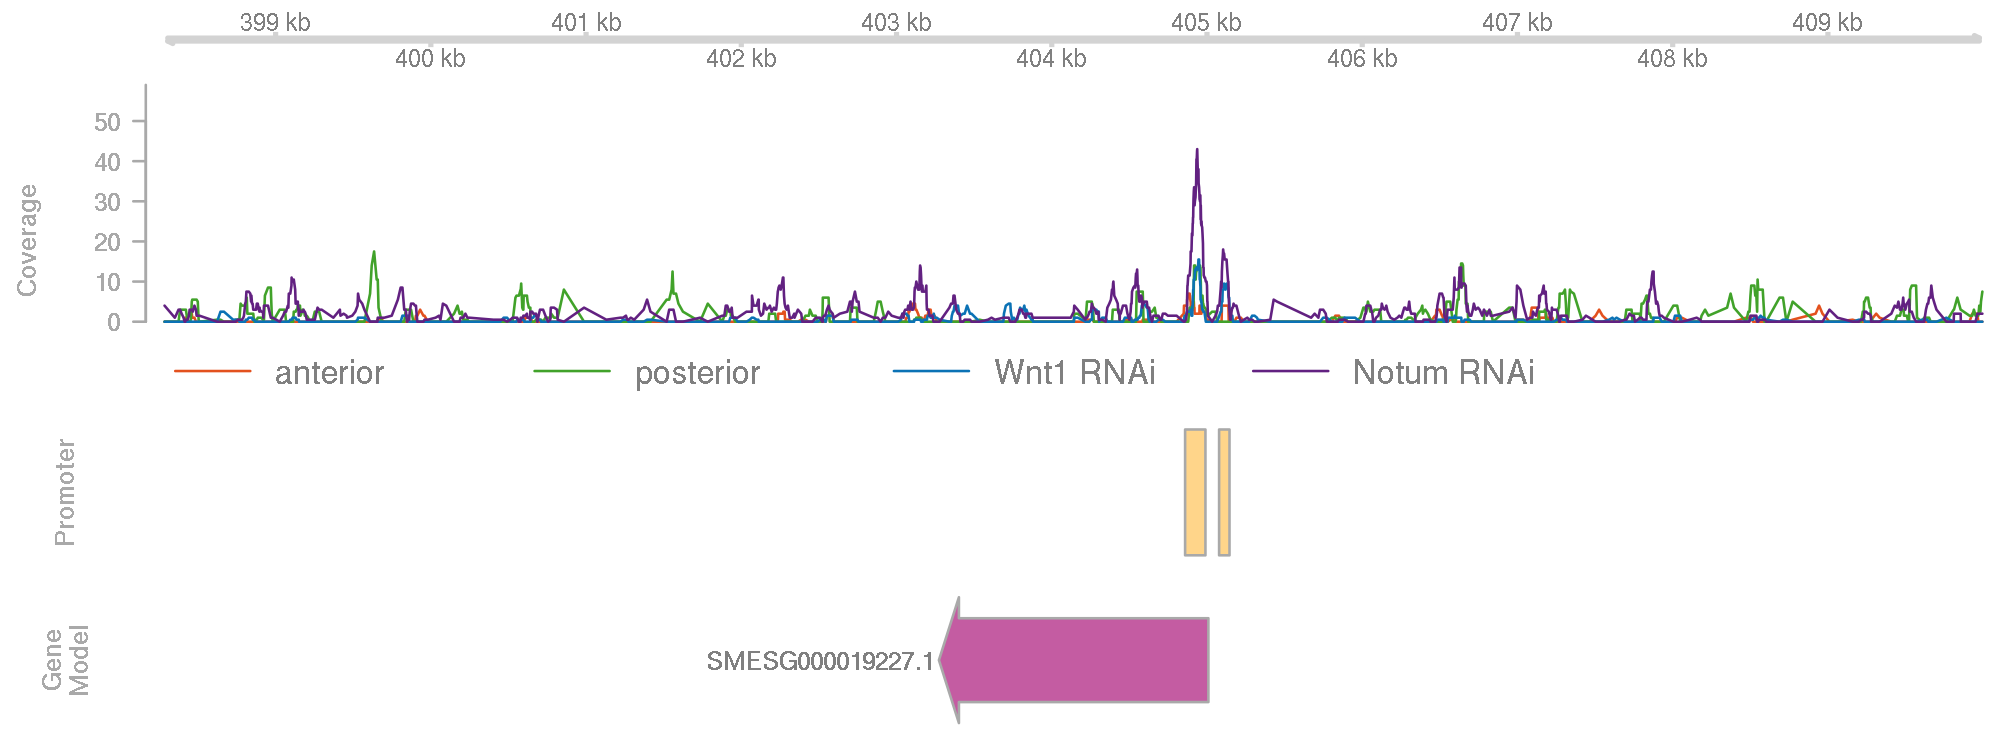 399 kb 401 kb 403 kb 405 kb 407 kb 409 kb
400 kb 402 kb 404 kb 406 kb 408 kb
Coverage
50
40
30
20
10
0
anterior posterior Wnt1 RNAi Notum RNAi
Promoter
Gene
Model
SMESG000019227.1